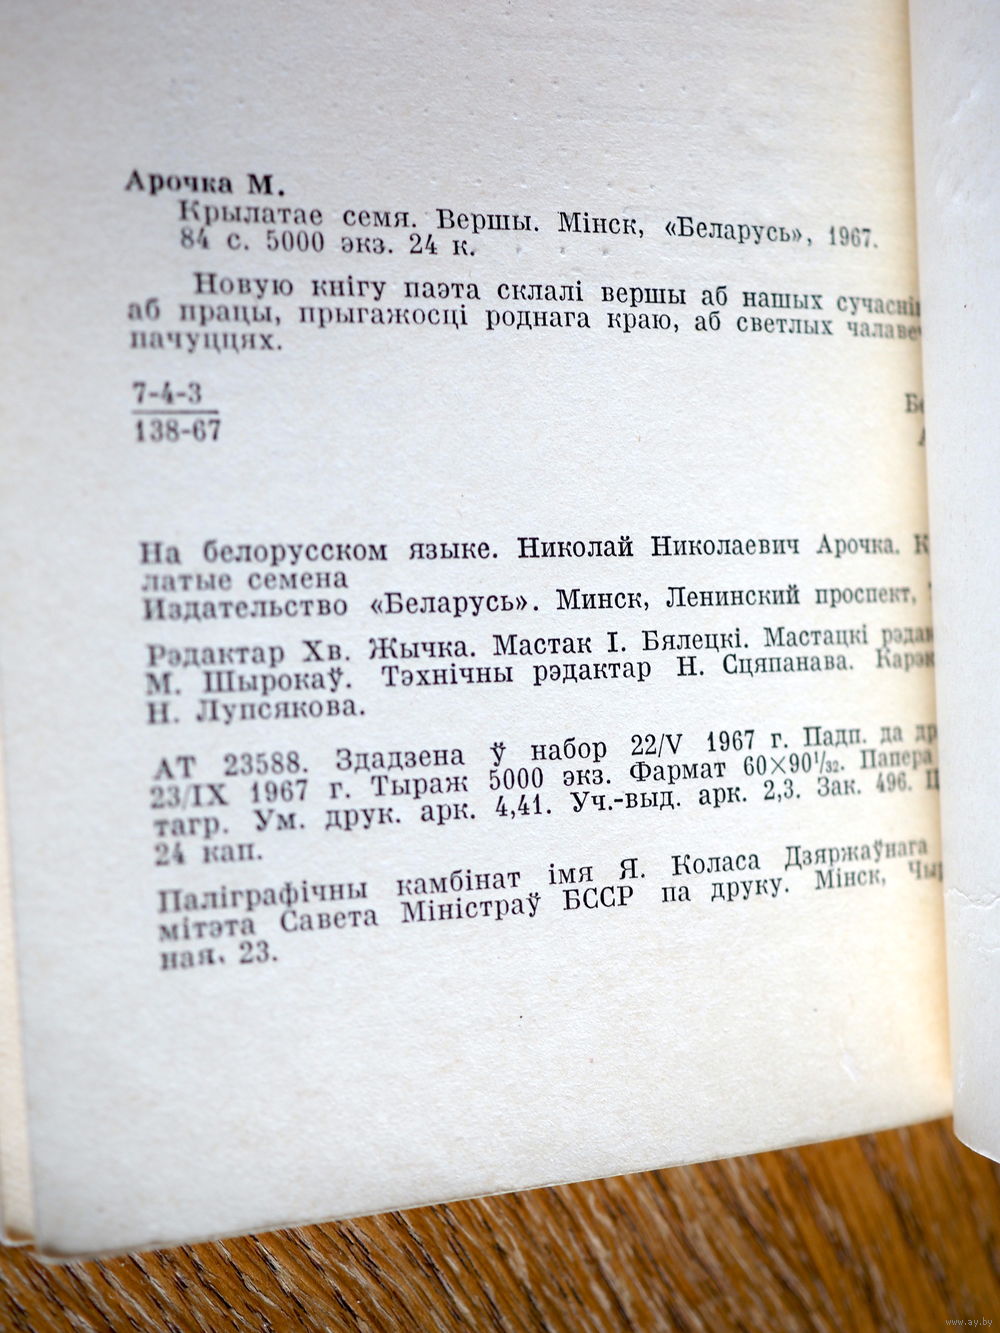 Арочка М.
Крылатае семя. Вершы. Мінск, «Беларусь», 1967.
84 с. 5000 экз. 24 к.
Новую кнігу паэта склалі вершы аб нашых
аб працы, прыгажосці роднага краю, аб светлых
пачуццях.
7-4-3
138-67
На белорусском языке. Николай Николаевич Арочка.
латые семена
Издательство «Беларусь». Минск, Ленинский проспект,
Рэдактар Хв. Жычка. Мастак І. Бялецкі. Мастацкі
М. Шырокаў. Тэхнічны рэдактар Н. Сцяпанава.
Н. Лупсякова.
АТ 23588. Здадзена ў набор 22/V 1967 г. Падп. да
23/IX 1967 г. Тыраж 5000 экз. Фармат 60×90¹/₃₂. Папера
тагр. Ум. друк. арк. 4,41. Уч.-выд. арк. 2,3. Зак. 496.
24 кап.
Паліграфічны камбінат імя Я. Коласа Дзяржаўнага
мітэта Савета Міністраў БССР па друку. Мінск,
ная, 23.
www.ay.by